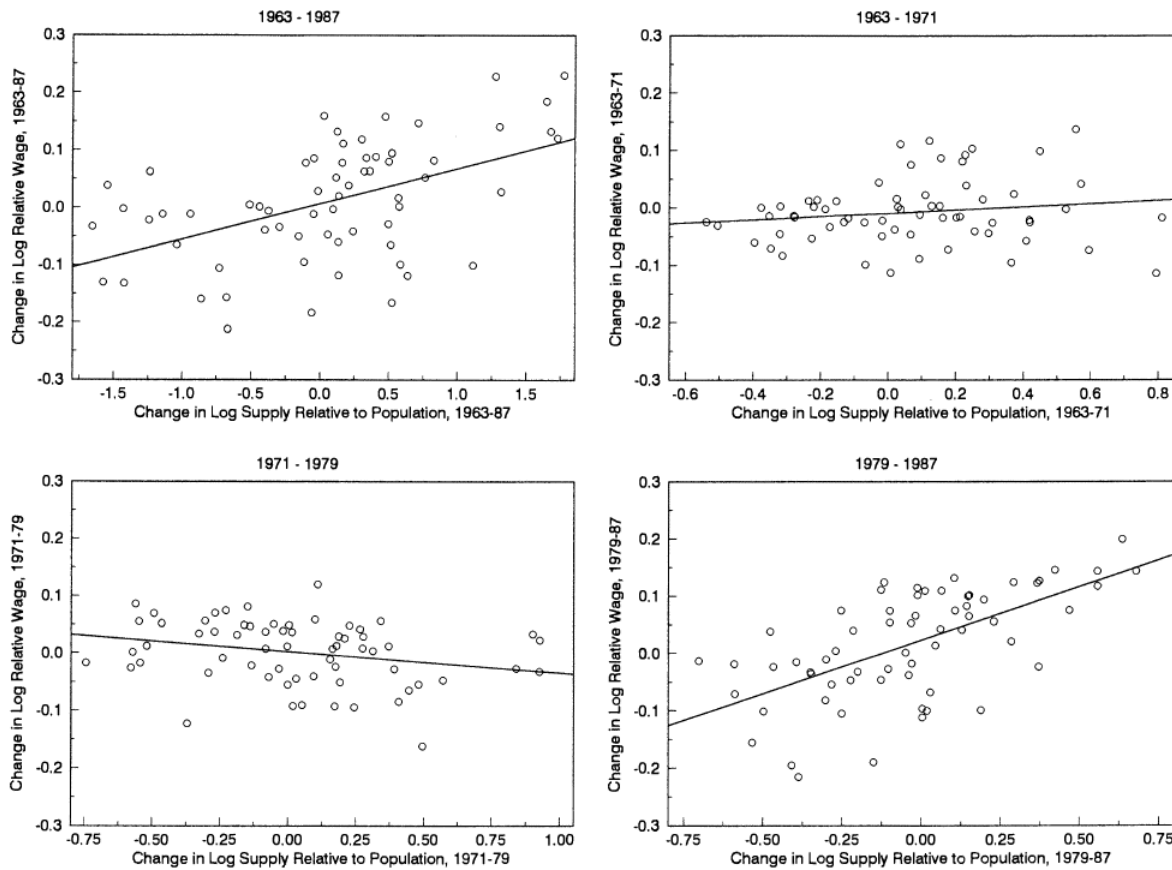 1963 - 1987
0.3
0.2
0.1
0.0
-0.1
-0.2
-0.3
Change in Log Relative Wage, 1963-87
-1.5 -1.0 -0.5 0.0 0.5 1.0 1.5
Change in Log Supply Relative to Population, 1963-87
1963 - 1971
0.3
0.2
0.1
0.0
-0.1
-0.2
-0.3
Change in Log Relative Wage, 1963-71
-0.6 -0.4 -0.2 0.0 0.2 0.4 0.6 0.8
Change in Log Supply Relative to Population, 1963-71
1971 - 1979
0.3
0.2
0.1
0.0
-0.1
-0.2
-0.3
Change in Log Relative Wage, 1971-79
-0.75 -0.50 -0.25 0.00 0.25 0.50 0.75 1.00
Change in Log Supply Relative to Population, 1971-79
1979 - 1987
0.3
0.2
0.1
0.0
-0.1
-0.2
-0.3
Change in Log Relative Wage, 1979-87
-0.75 -0.50 -0.25 0.00 0.25 0.50 0.75
Change in Log Supply Relative to Population, 1979-87